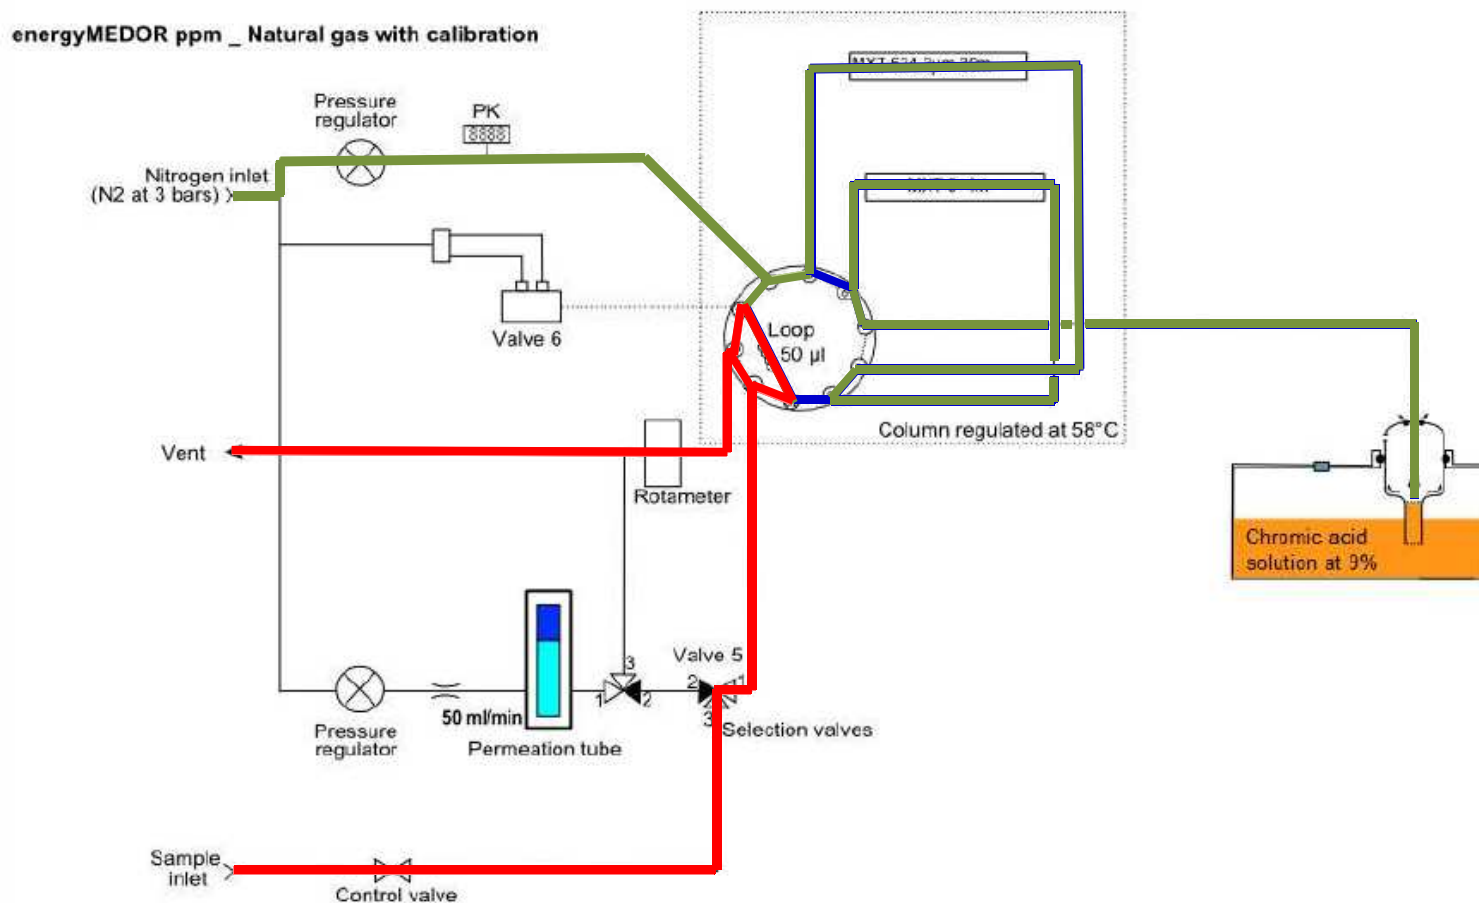 energyMEDOR ppm _ Natural gas with calibration
Pressure
regulator
PK
8888
Nitrogen inlet
(N2 at 3 bars)
Valve 6
Loop
50 µl
Column regulated at 58°C
Vent
Rotameter
Chromic acid
solution at 9%
Valve 5
3
1
2
2
1
3
50 ml/min
Selection valves
Pressure
regulator
Permeation tube
Sample
inlet
Control valve